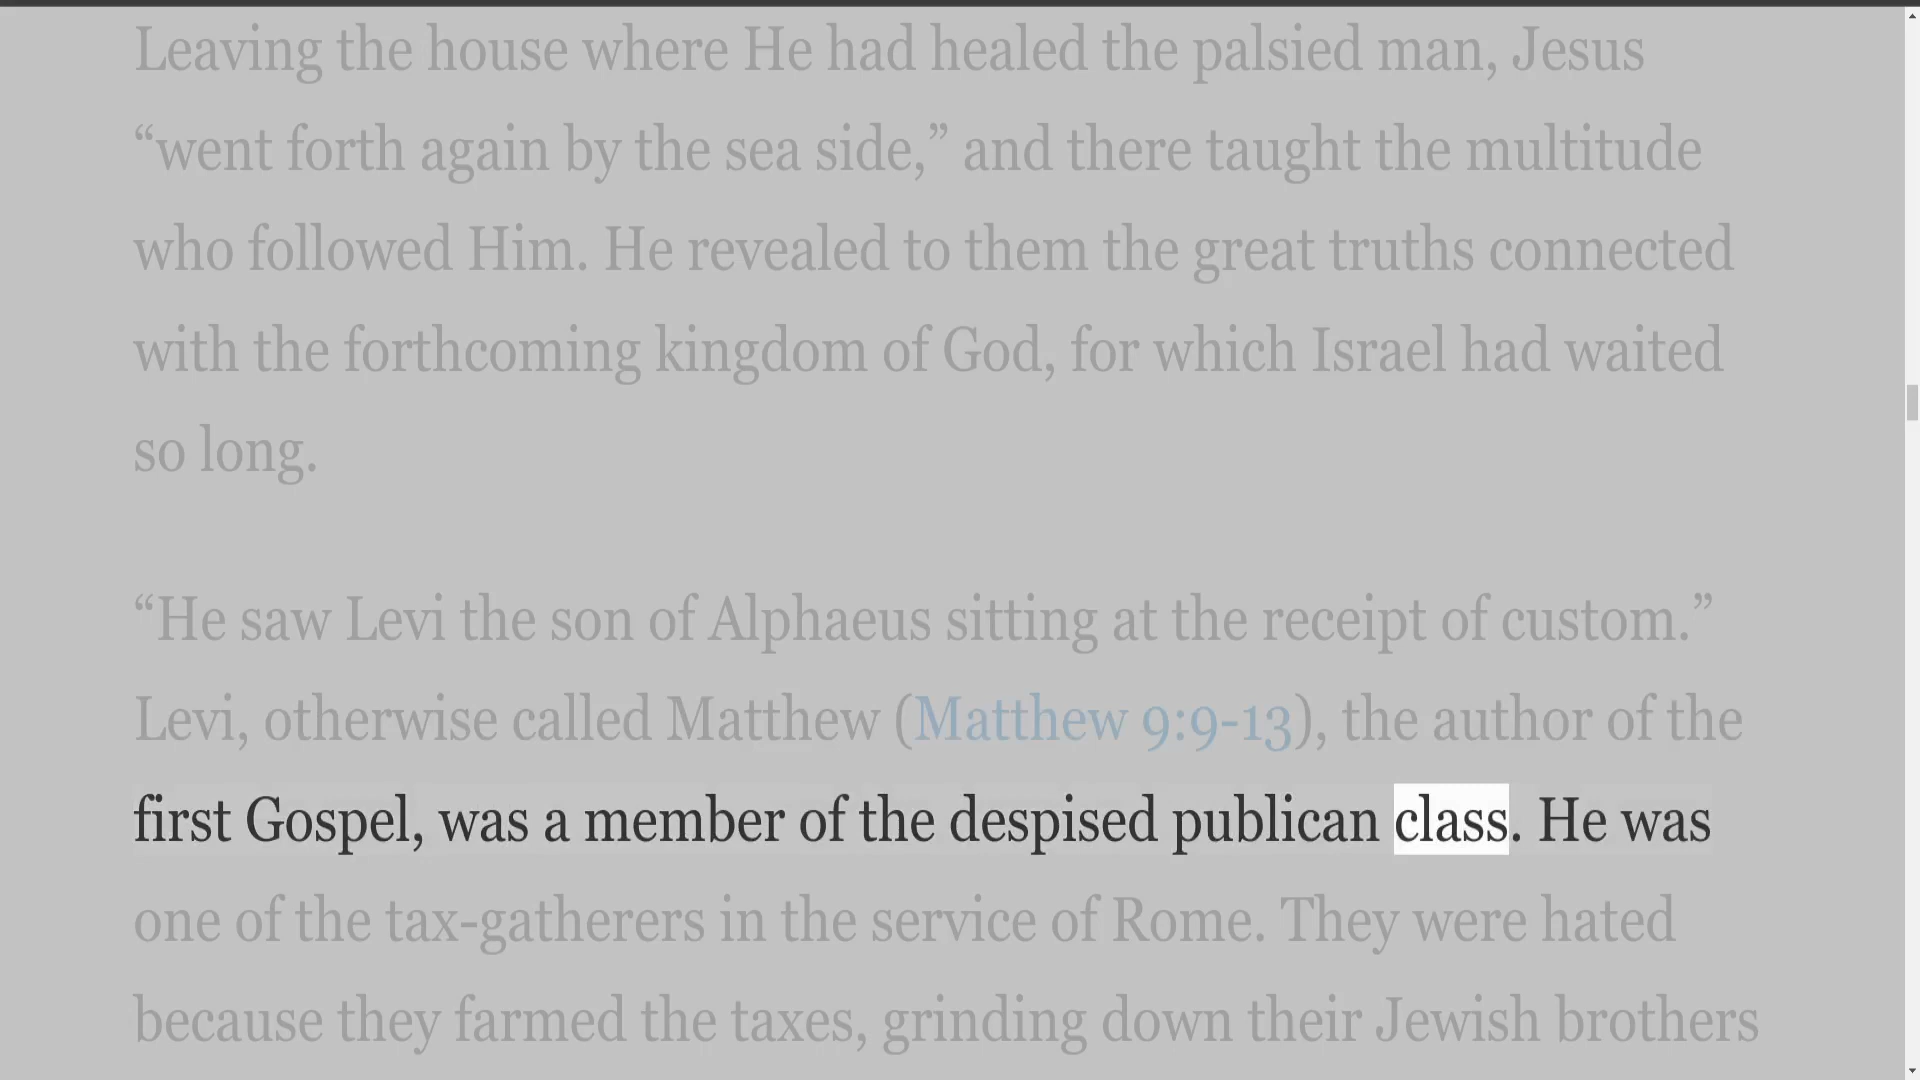 Leaving the house where He had healed the palsied man, Jesus
“went forth again by the sea side,” and there taught the multitude
who followed Him. He revealed to them the great truths connected
with the forthcoming kingdom of God, for which Israel had waited
so long.
“He saw Levi the son of Alphaeus sitting at the receipt of custom.”
Levi, otherwise called Matthew (Matthew 9:9-13), the author of the
first Gospel, was a member of the despised publican class. He was
one of the tax-gatherers in the service of Rome. They were hated
because they farmed the taxes, grinding down their Jewish brothers